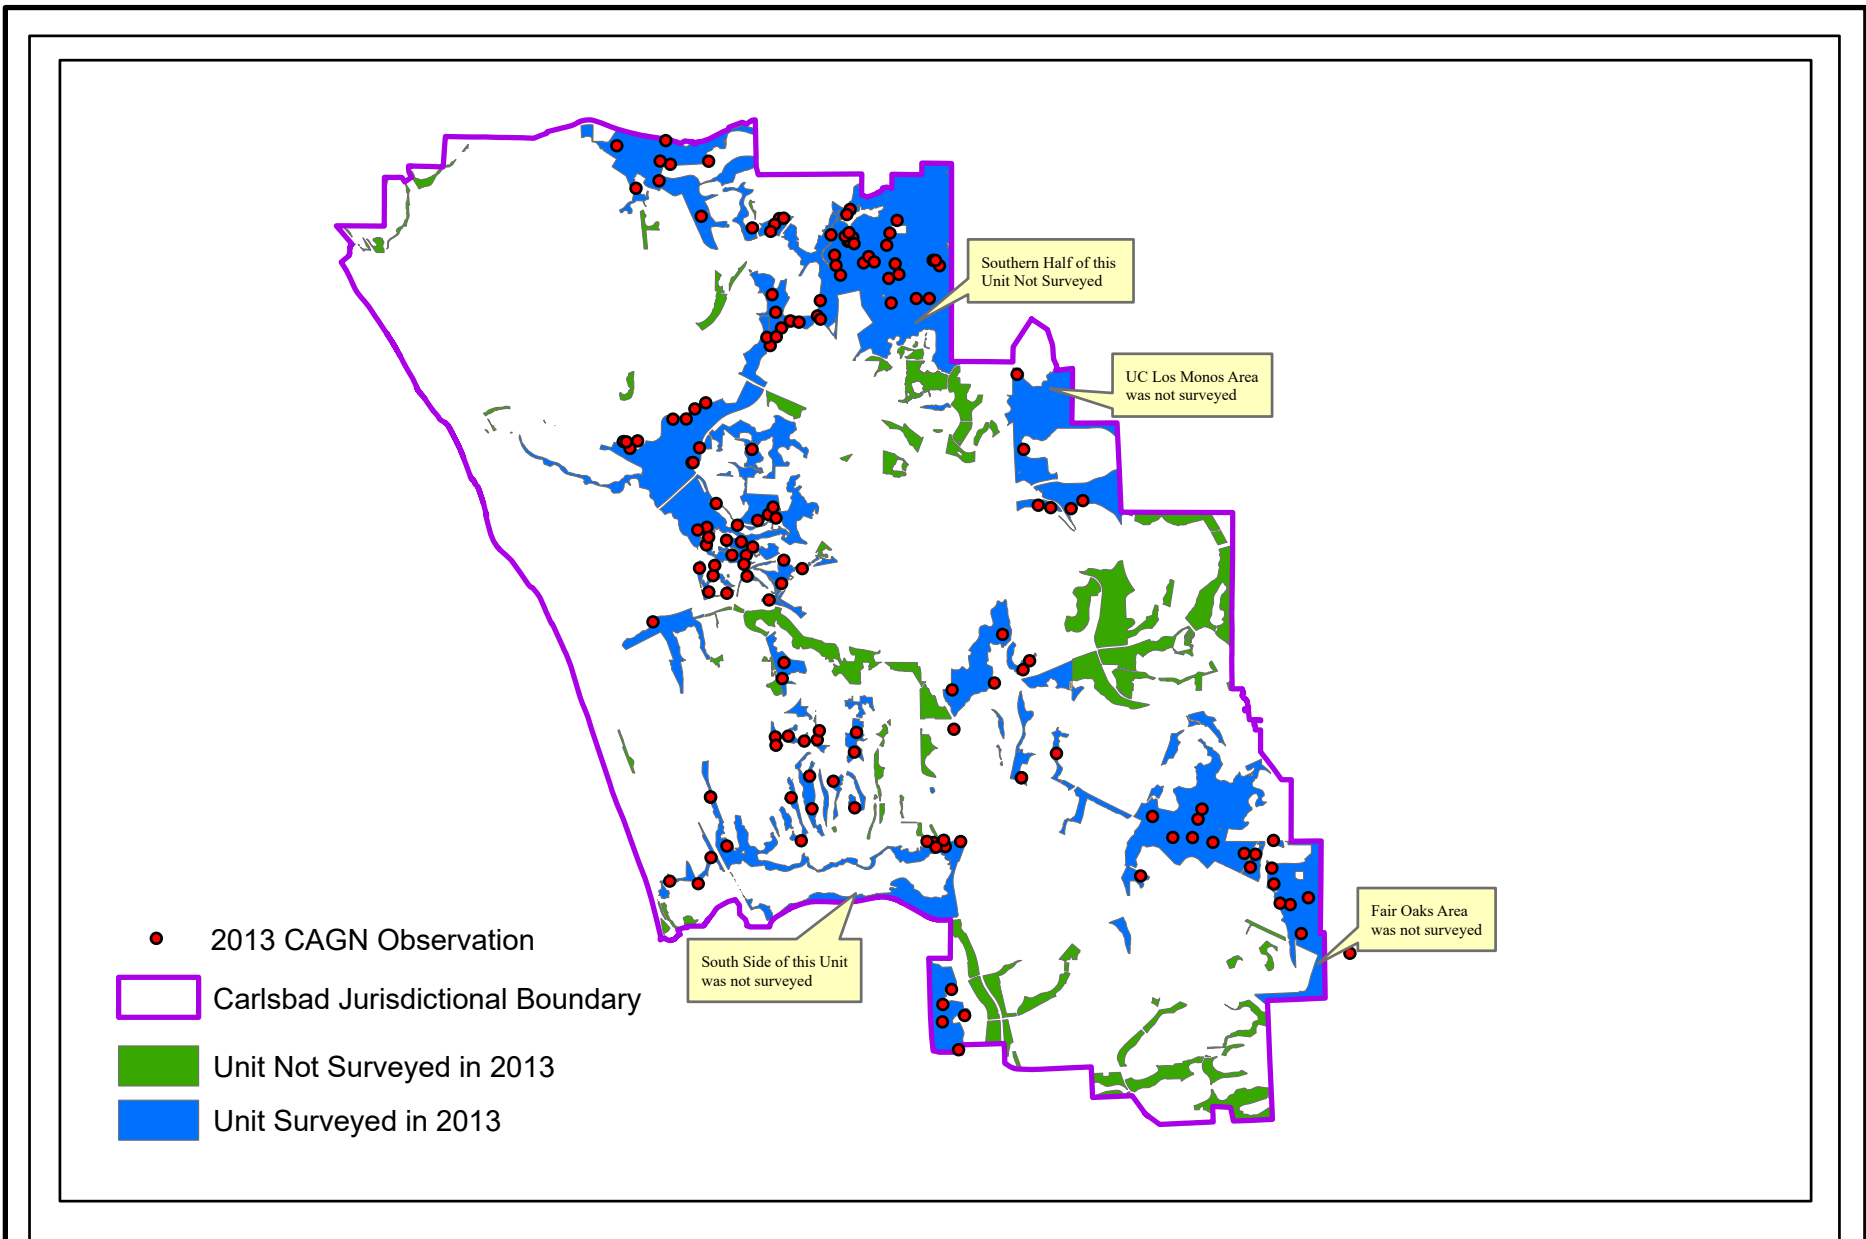 Southern Half of this
Unit Not Surveyed
UC Los Monos Area
was not surveyed
Fair Oaks Area
was not surveyed
South Side of this Unit
was not surveyed
2013 CAGN Observation
Carlsbad Jurisdictional Boundary
Unit Not Surveyed in 2013
Unit Surveyed in 2013